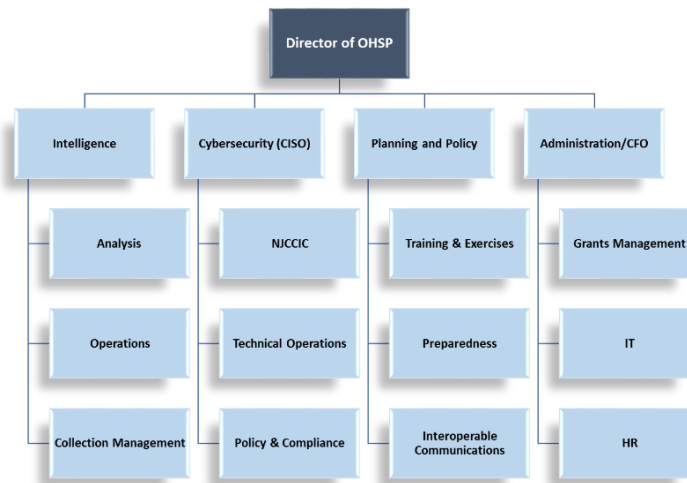 Director of OHSP
Intelligence
Cybersecurity (CISO)
Planning and Policy
Administration/CFO
Analysis
NJCCIC
Training & Exercises
Grants Management
Operations
Technical Operations
Preparedness
IT
Collection Management
Policy & Compliance
Interoperable
Communications
HR